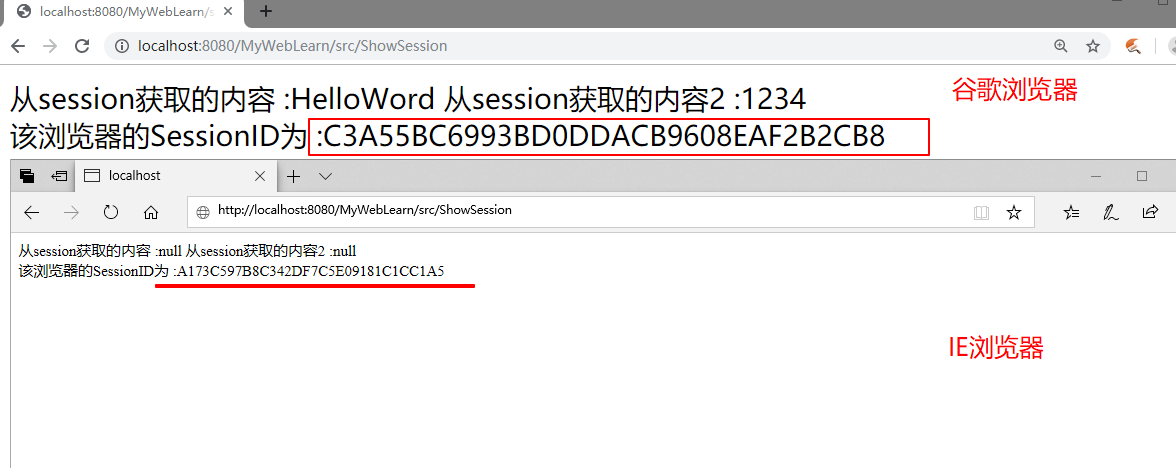 localhost:8080/MyWebLearn/s
localhost:8080/MyWebLearn/src/ShowSession
谷歌浏览器
从session获取的内容 :HelloWord 从session获取的内容2 :1234
该浏览器的SessionID为 :C3A55BC6993BD0DDACB9608EAF2B2CB8
localhost
http://localhost:8080/MyWebLearn/src/ShowSession
从session获取的内容 :null 从session获取的内容2 :null
该浏览器的SessionID为 :A173C597B8C342DF7C5E09181C1CC1A5
IE浏览器